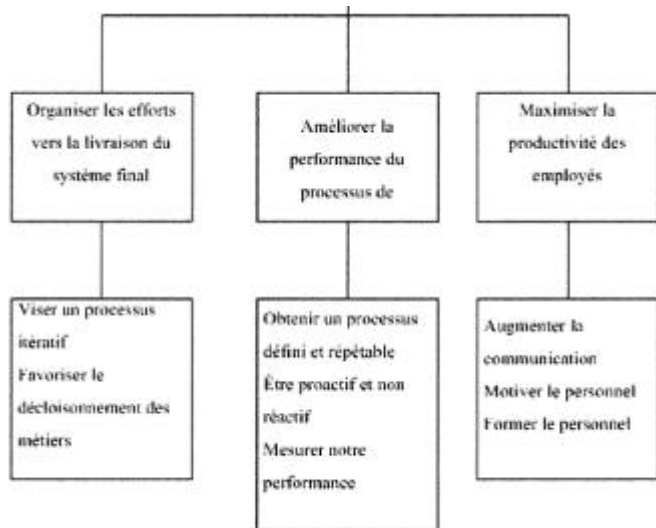 Organiser les efforts
vers la livraison du
système final
Améliorer la
performance du
processus de
Maximiser la
productivité des
employés
Viser un processus
itératif
Favoriser le
décloisonnement des
métiers
Obtenir un processus
défini et répétable
Être proactif et non
réactif
Mesurer notre
performance
Augmenter la
communication
Motiver le personnel
Former le personnel